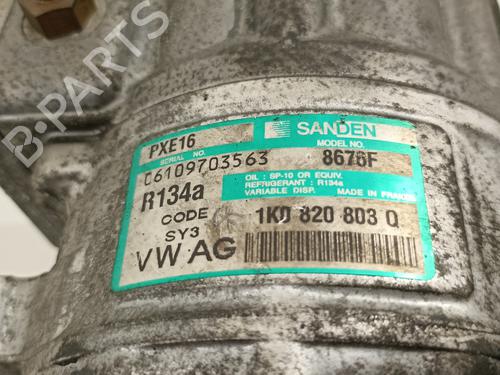 SANDEN
PXE16
SERIAL NO.
MODEL NO.
06109703563
8676F
R134a
OIL : SP-10 OR EQUIV.
REFRIGERANT : R134a
VARIABLE DISP. MADE IN FRANCE
CODE
SY3
1K0 820 803 Q
VW AG
B-PARTS